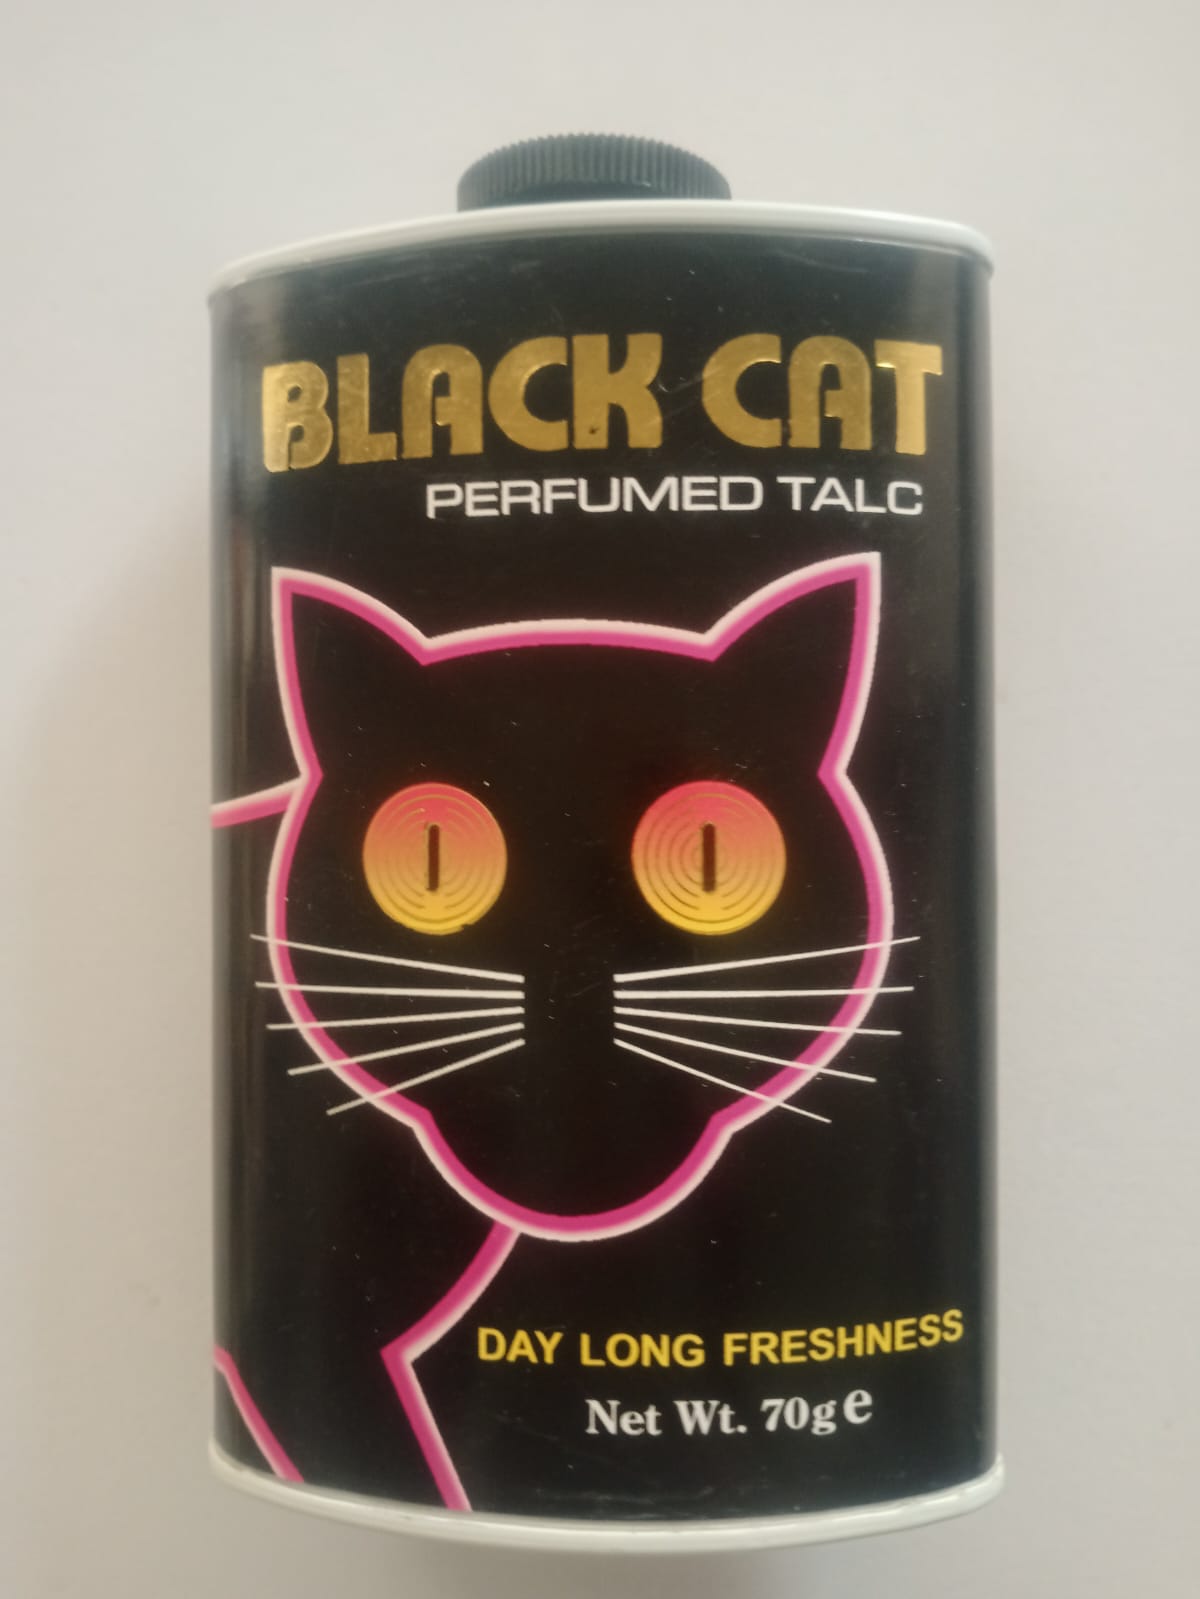 BLACK CAT
PERFUMED TALC
DAY LONG FRESHNESS
Net Wt. 70g e